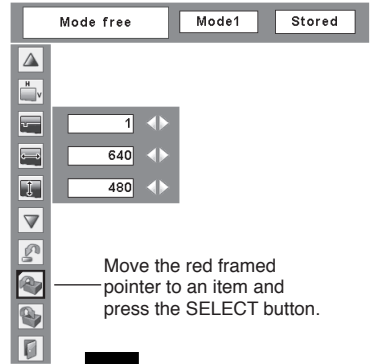 Mode free Mode1 Stored
H
V
1
640
480
Move the red framed
pointer to an item and
press the SELECT button.